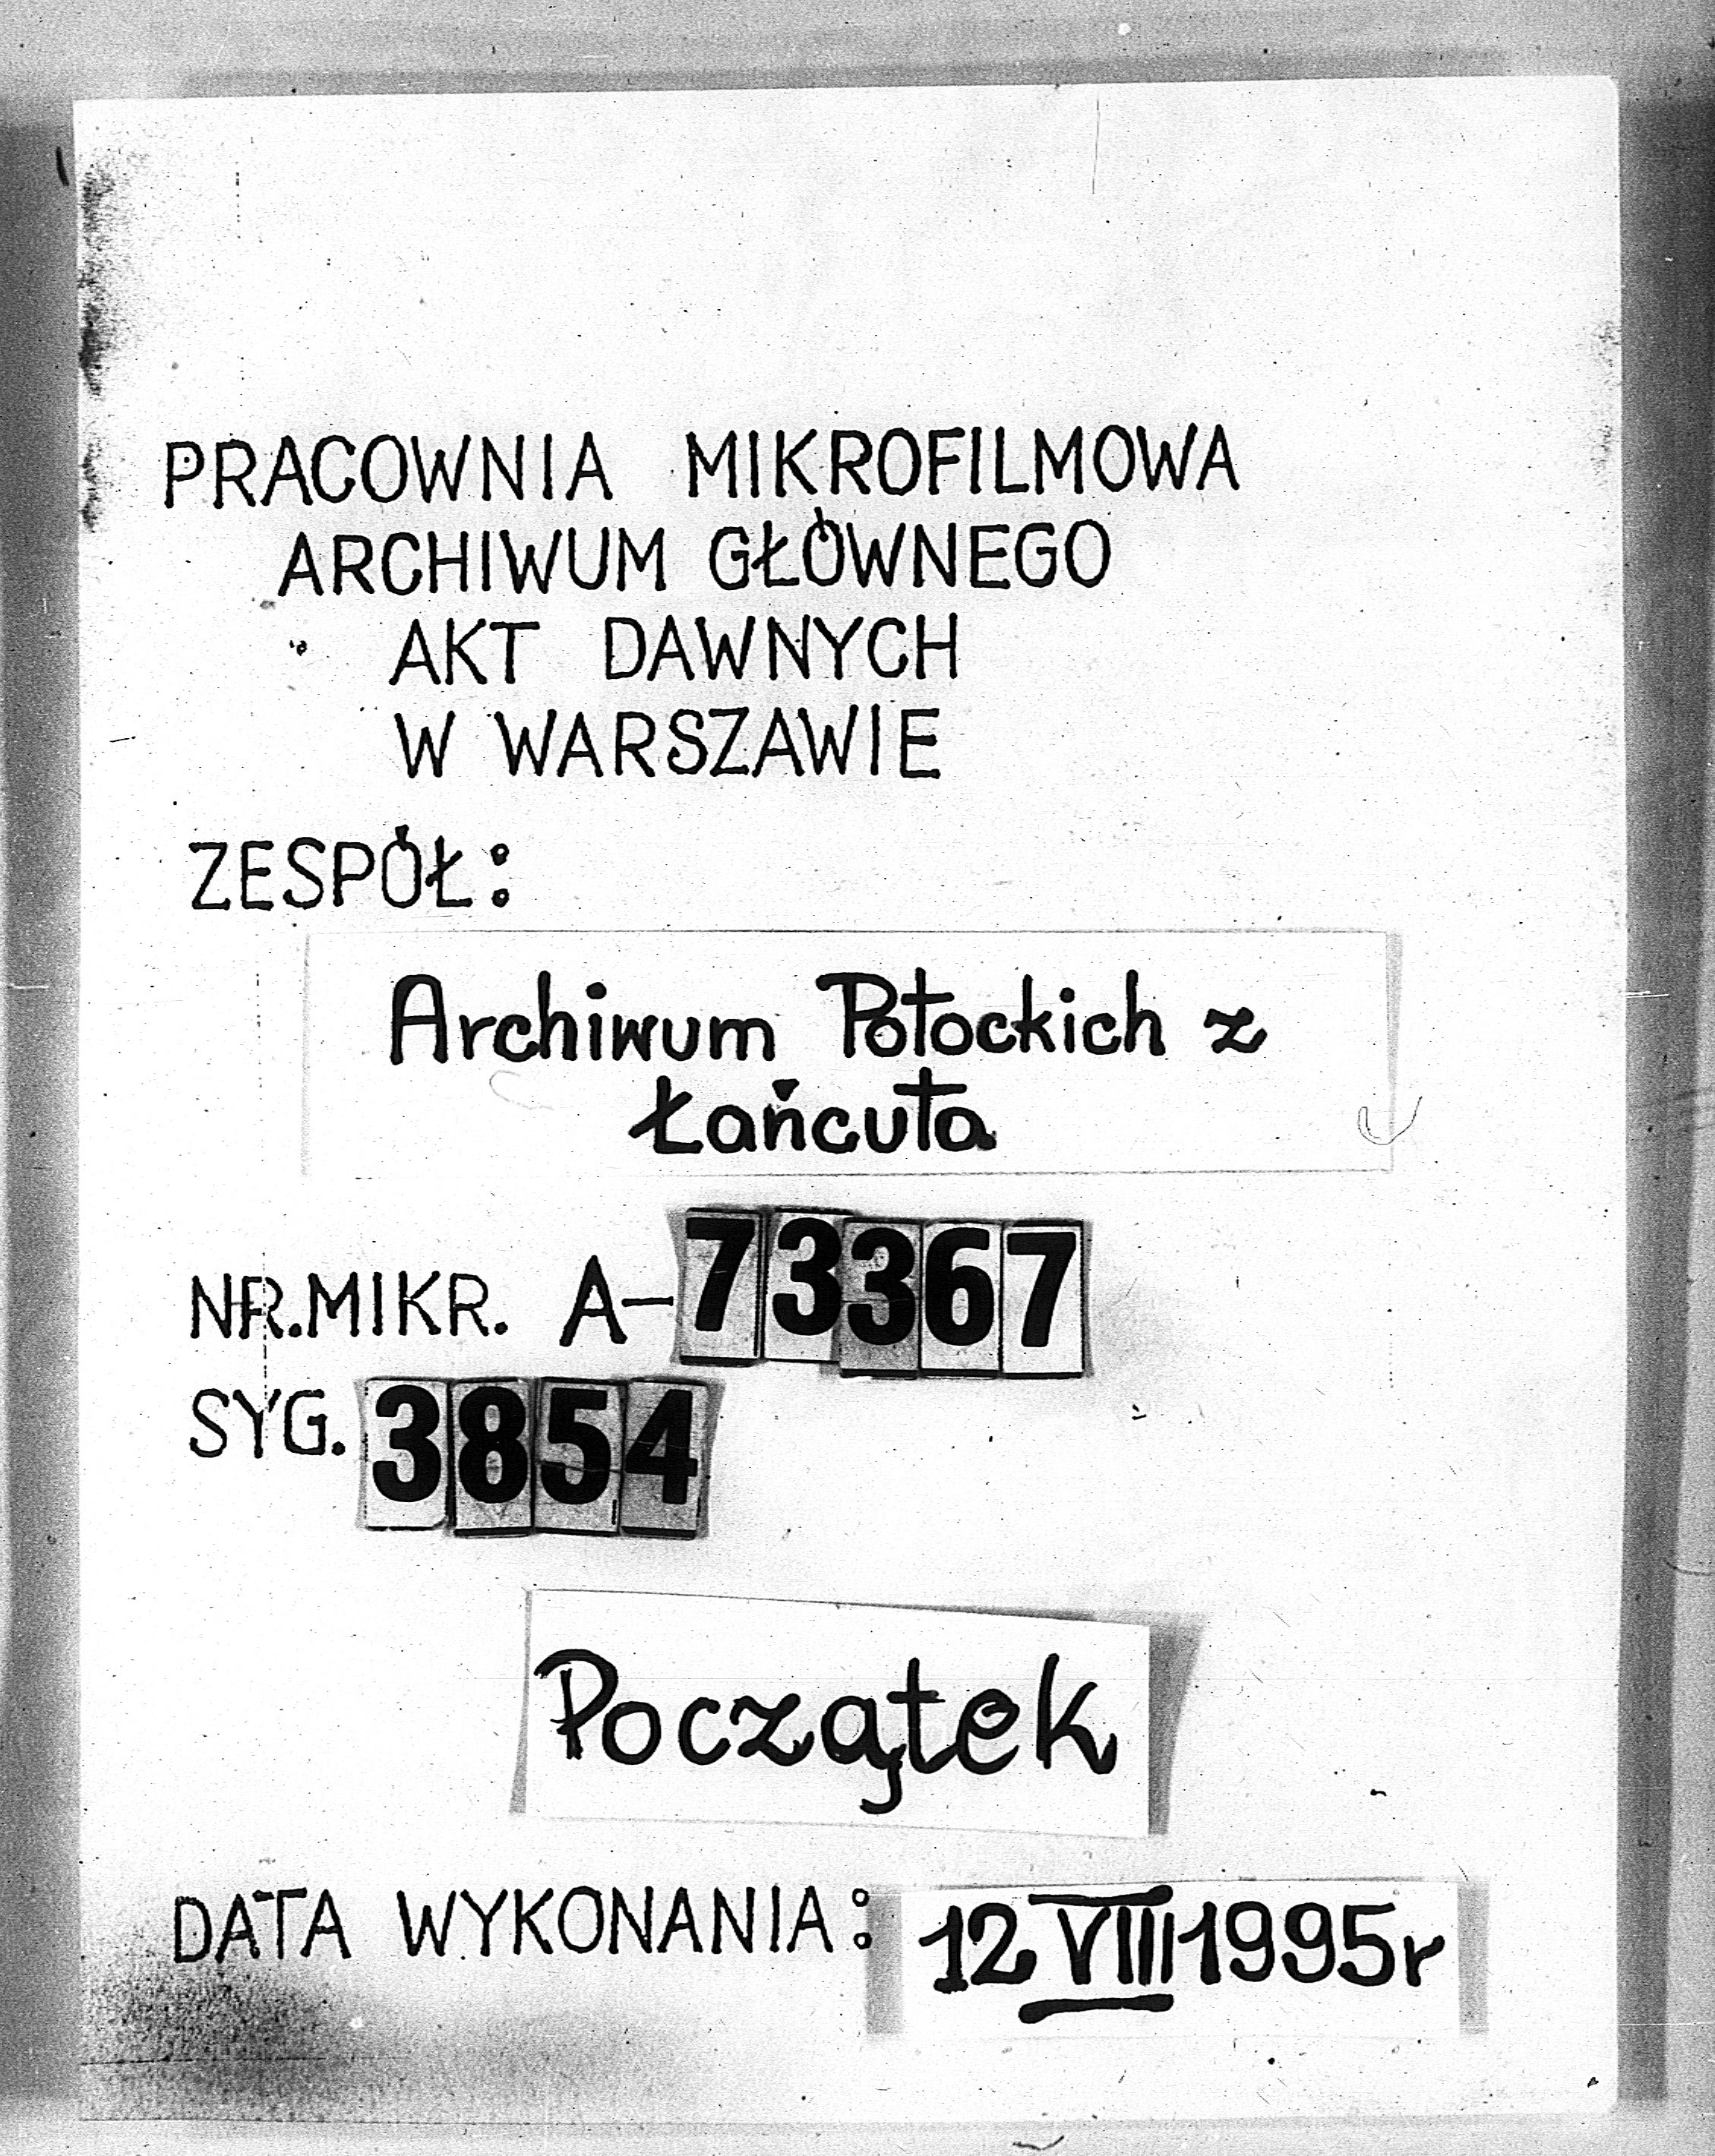 PRACOWNIA MIKROFILMOWA
ARCHIWUM GŁÓWNEGO
AKT DAWNYCH
W WARSZAWIE
ZESPÓŁ:
Archiwum Potockich z
Łańcuta
NR.MIKR. A-73367
SYG. 3854
Początek
DATA WYKONANIA: 12 VIII 1995r